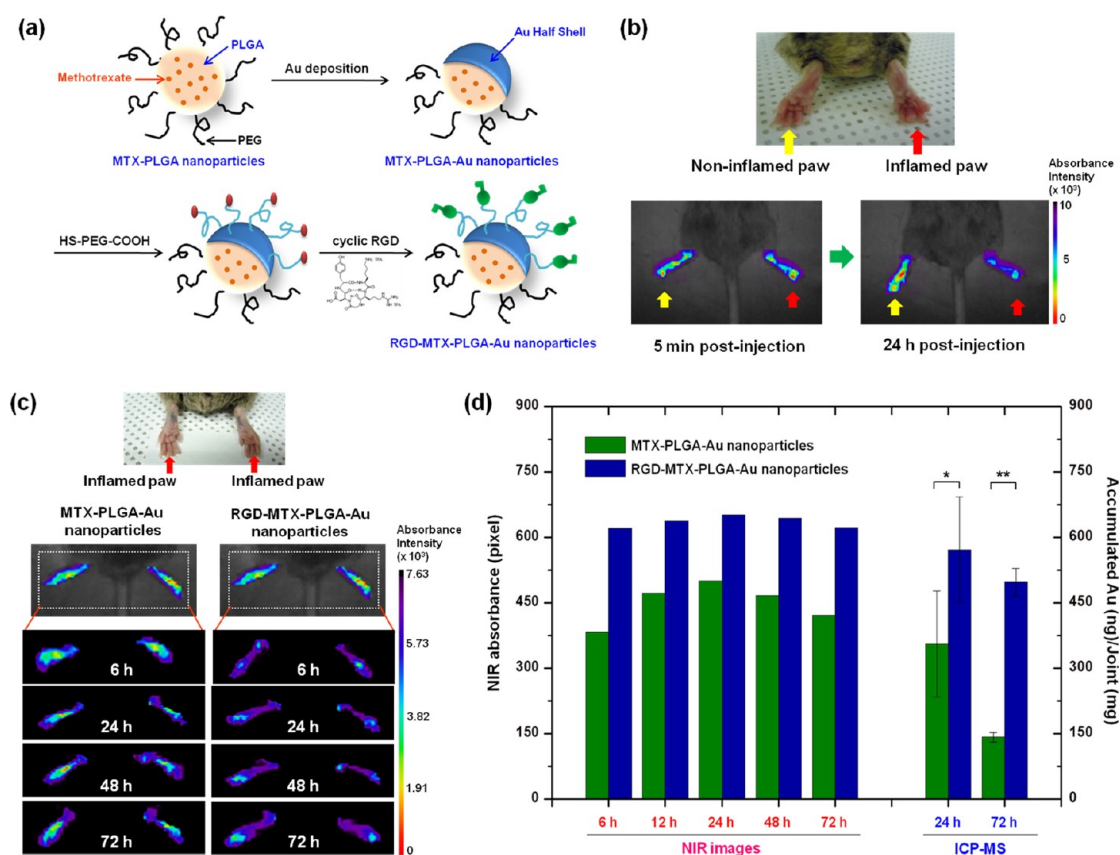 (a)
PLGA
Methotrexate
PEG
MTX-PLGA nanoparticles
Au deposition
Au Half Shell
MTX-PLGA-Au nanoparticles
HS-PEG-COOH
cyclic RGD
RGD-MTX-PLGA-Au nanoparticles
(b)
Non-inflamed paw
Inflamed paw
Absorbance
Intensity
(x 10³)
10
5
0
5 min post-injection
24 h post-injection
(c)
Inflamed paw
Inflamed paw
MTX-PLGA-Au
nanoparticles
RGD-MTX-PLGA-Au
nanoparticles
Absorbance
Intensity
(x 10³)
7.63
5.73
3.82
1.91
0
6 h
6 h
24 h
24 h
48 h
48 h
72 h
72 h
(d)
NIR absorbance (pixel)
900
750
600
450
300
150
0
MTX-PLGA-Au nanoparticles
RGD-MTX-PLGA-Au nanoparticles
*
**
900
750
600
450
300
150
0
Accumulated Au (ng)/Joint (mg)
6 h
12 h
24 h
48 h
72 h
24 h
72 h
NIR images
ICP-MS